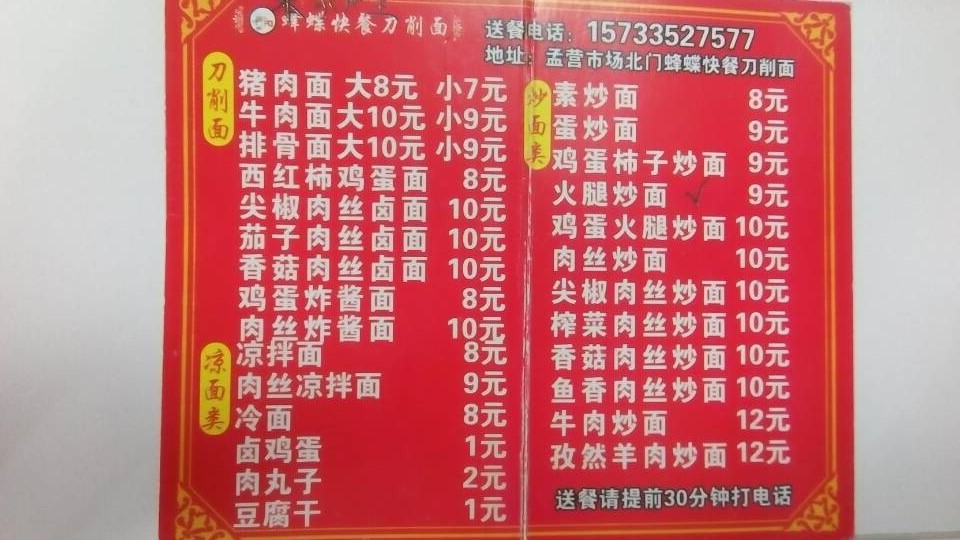 蜂蝶快餐刀削面
送餐电话：15733527577
地址：孟营市场北门蜂蝶快餐刀削面
刀削面
猪肉面 大8元 小7元
牛肉面大10元 小9元
排骨面大10元 小9元
西红柿鸡蛋面 8元
尖椒肉丝卤面 10元
茄子肉丝卤面 10元
香菇肉丝卤面 10元
鸡蛋炸酱面 8元
肉丝炸酱面 10元
凉面类
凉拌面 8元
肉丝凉拌面 9元
冷面 8元
卤鸡蛋 1元
肉丸子 2元
豆腐干 1元
炒面类
素炒面 8元
蛋炒面 9元
鸡蛋柿子炒面 9元
火腿炒面 9元
鸡蛋火腿炒面 10元
肉丝炒面 10元
尖椒肉丝炒面 10元
榨菜肉丝炒面 10元
香菇肉丝炒面 10元
鱼香肉丝炒面 10元
牛肉炒面 12元
孜然羊肉炒面 12元
送餐请提前30分钟打电话